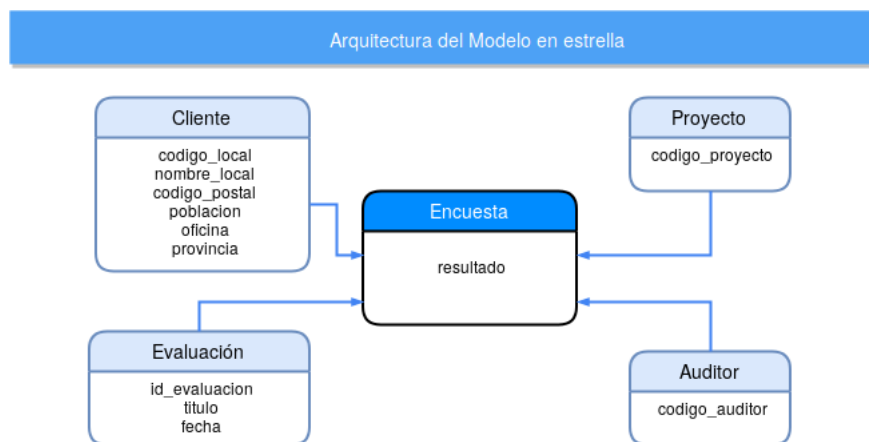 Arquitectura del Modelo en estrella
Cliente
codigo_local
nombre_local
codigo_postal
poblacion
oficina
provincia
Proyecto
codigo_proyecto
Encuesta
resultado
Evaluación
id_evaluacion
titulo
fecha
Auditor
codigo_auditor